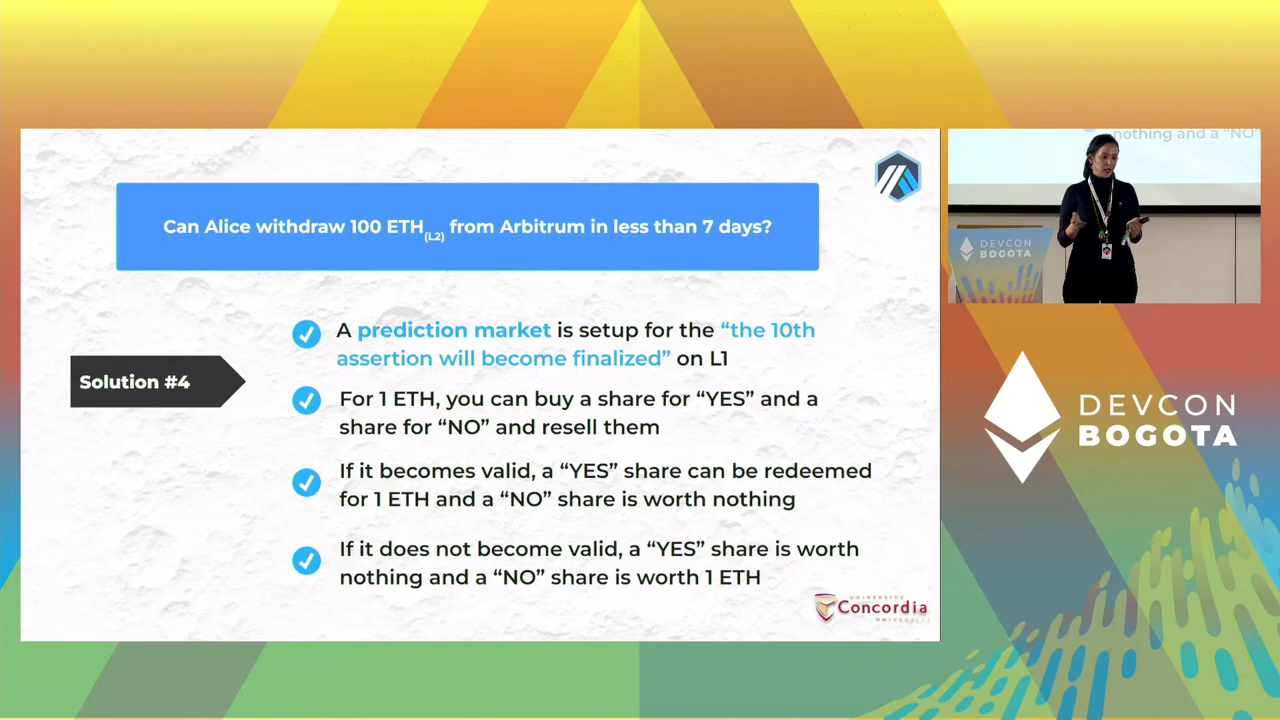 Can Alice withdraw 100 ETH(L2) from Arbitrum in less than 7 days?
Solution #4
A prediction market is setup for the “the 10th
assertion will become finalized” on L1
For 1 ETH, you can buy a share for “YES” and a
share for “NO” and resell them
If it becomes valid, a “YES” share can be redeemed
for 1 ETH and a “NO” share is worth nothing
If it does not become valid, a “YES” share is worth
nothing and a “NO” share is worth 1 ETH
UNIVERSITÉ
Concordia
UNIVERSITY
nothing and a “NO”
DEVCON
BOGOTA
DEVCON
BOGOTA